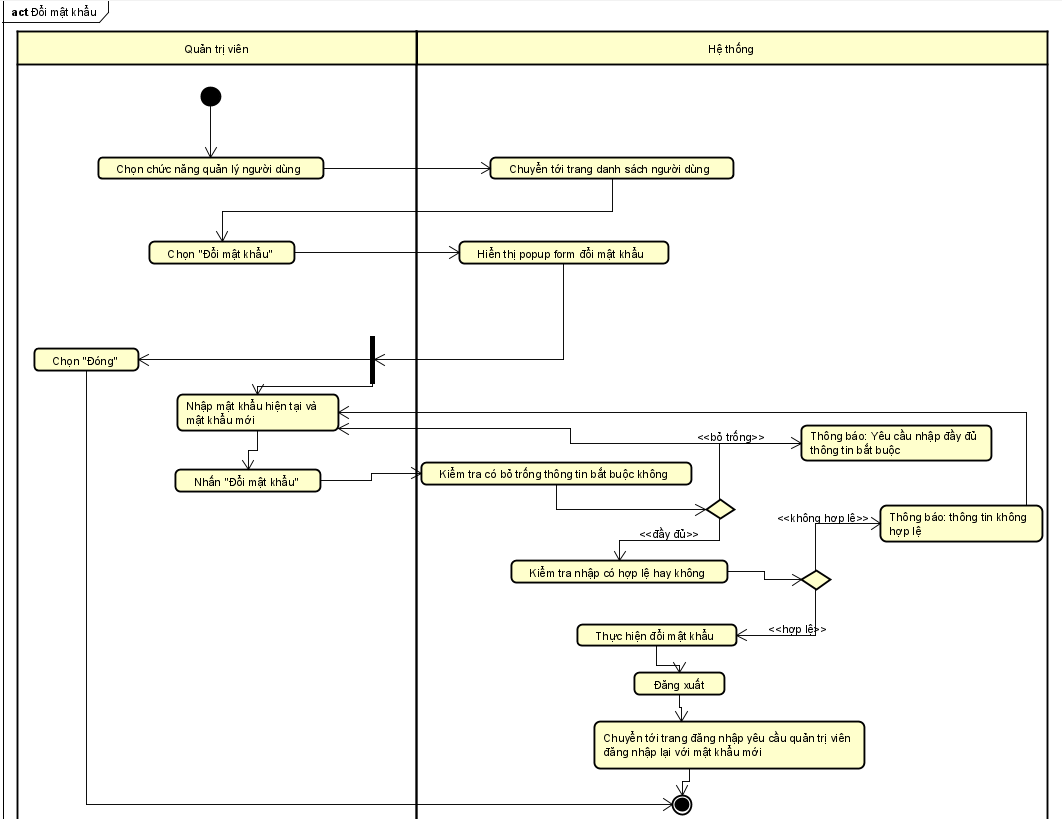 act Đổi mật khẩu
Quản trị viên
Hệ thống
Chọn chức năng quản lý người dùng
Chuyển tới trang danh sách người dùng
Chọn "Đổi mật khẩu"
Hiển thị popup form đổi mật khẩu
Chọn "Đóng"
Nhập mật khẩu hiện tại và
mật khẩu mới
<<bỏ trống>>
Thông báo: Yêu cầu nhập đầy đủ
thông tin bắt buộc
Nhấn "Đổi mật khẩu"
Kiểm tra có bỏ trống thông tin bắt buộc không
<<không hợp lệ>>
Thông báo: thông tin không
hợp lệ
<<đầy đủ>>
Kiểm tra nhập có hợp lệ hay không
<<hợp lệ>>
Thực hiện đổi mật khẩu
Đăng xuất
Chuyển tới trang đăng nhập yêu cầu quản trị viên
đăng nhập lại với mật khẩu mới